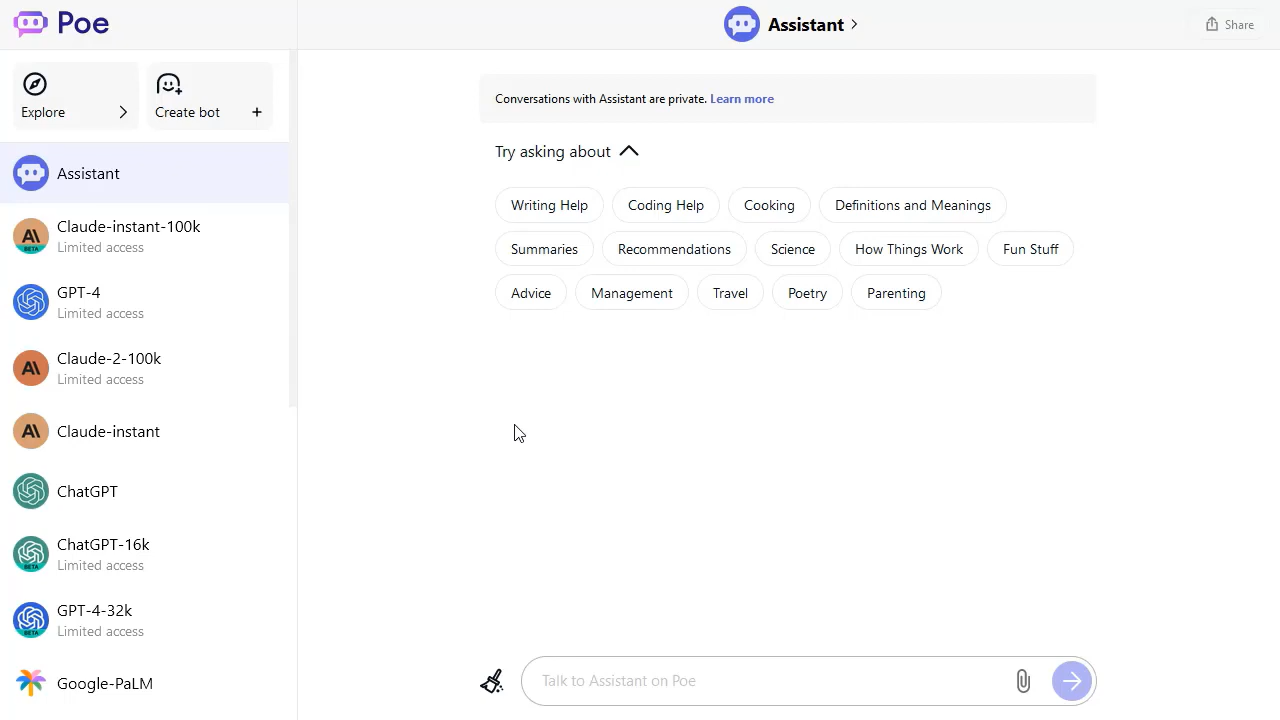 Poe
Assistant
Share
Explore
Create bot
Assistant
Claude-instant-100k
Limited access
GPT-4
Limited access
Claude-2-100k
Limited access
Claude-instant
ChatGPT
ChatGPT-16k
Limited access
GPT-4-32k
Limited access
Google-PaLM
Conversations with Assistant are private. Learn more
Try asking about
Writing Help Coding Help Cooking Definitions and Meanings
Summaries Recommendations Science How Things Work Fun Stuff
Advice Management Travel Poetry Parenting
Talk to Assistant on Poe